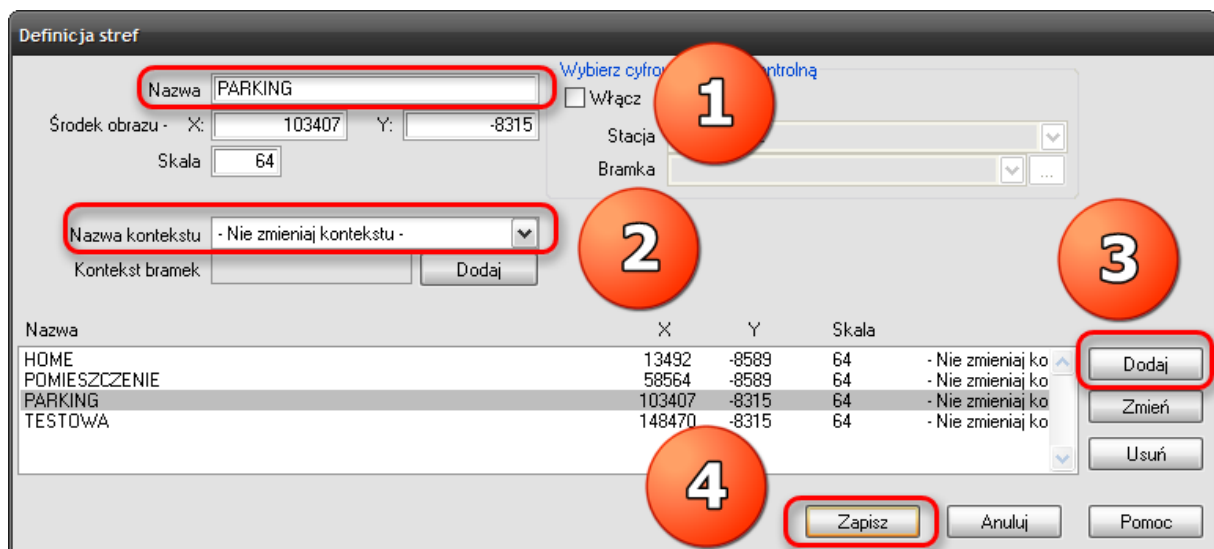 Definicja stref
Nazwa PARKING
Środek obrazu - X: 103407 Y: -8315
Skala 64
Wybierz cyfro
ntrolną
Włącz
Stacja
Bramka ...
1
Nazwa kontekstu - Nie zmieniaj kontekstu -
Kontekst bramek Dodaj
2
3
Nazwa X Y Skala
HOME 13492 -8589 64 - Nie zmieniaj ko
POMIESZCZENIE 58564 -8589 64 - Nie zmieniaj ko
PARKING 103407 -8315 64 - Nie zmieniaj ko
TESTOWA 148470 -8315 64 - Nie zmieniaj ko
Dodaj
Zmień
Usuń
4
Zapisz Anuluj Pomoc